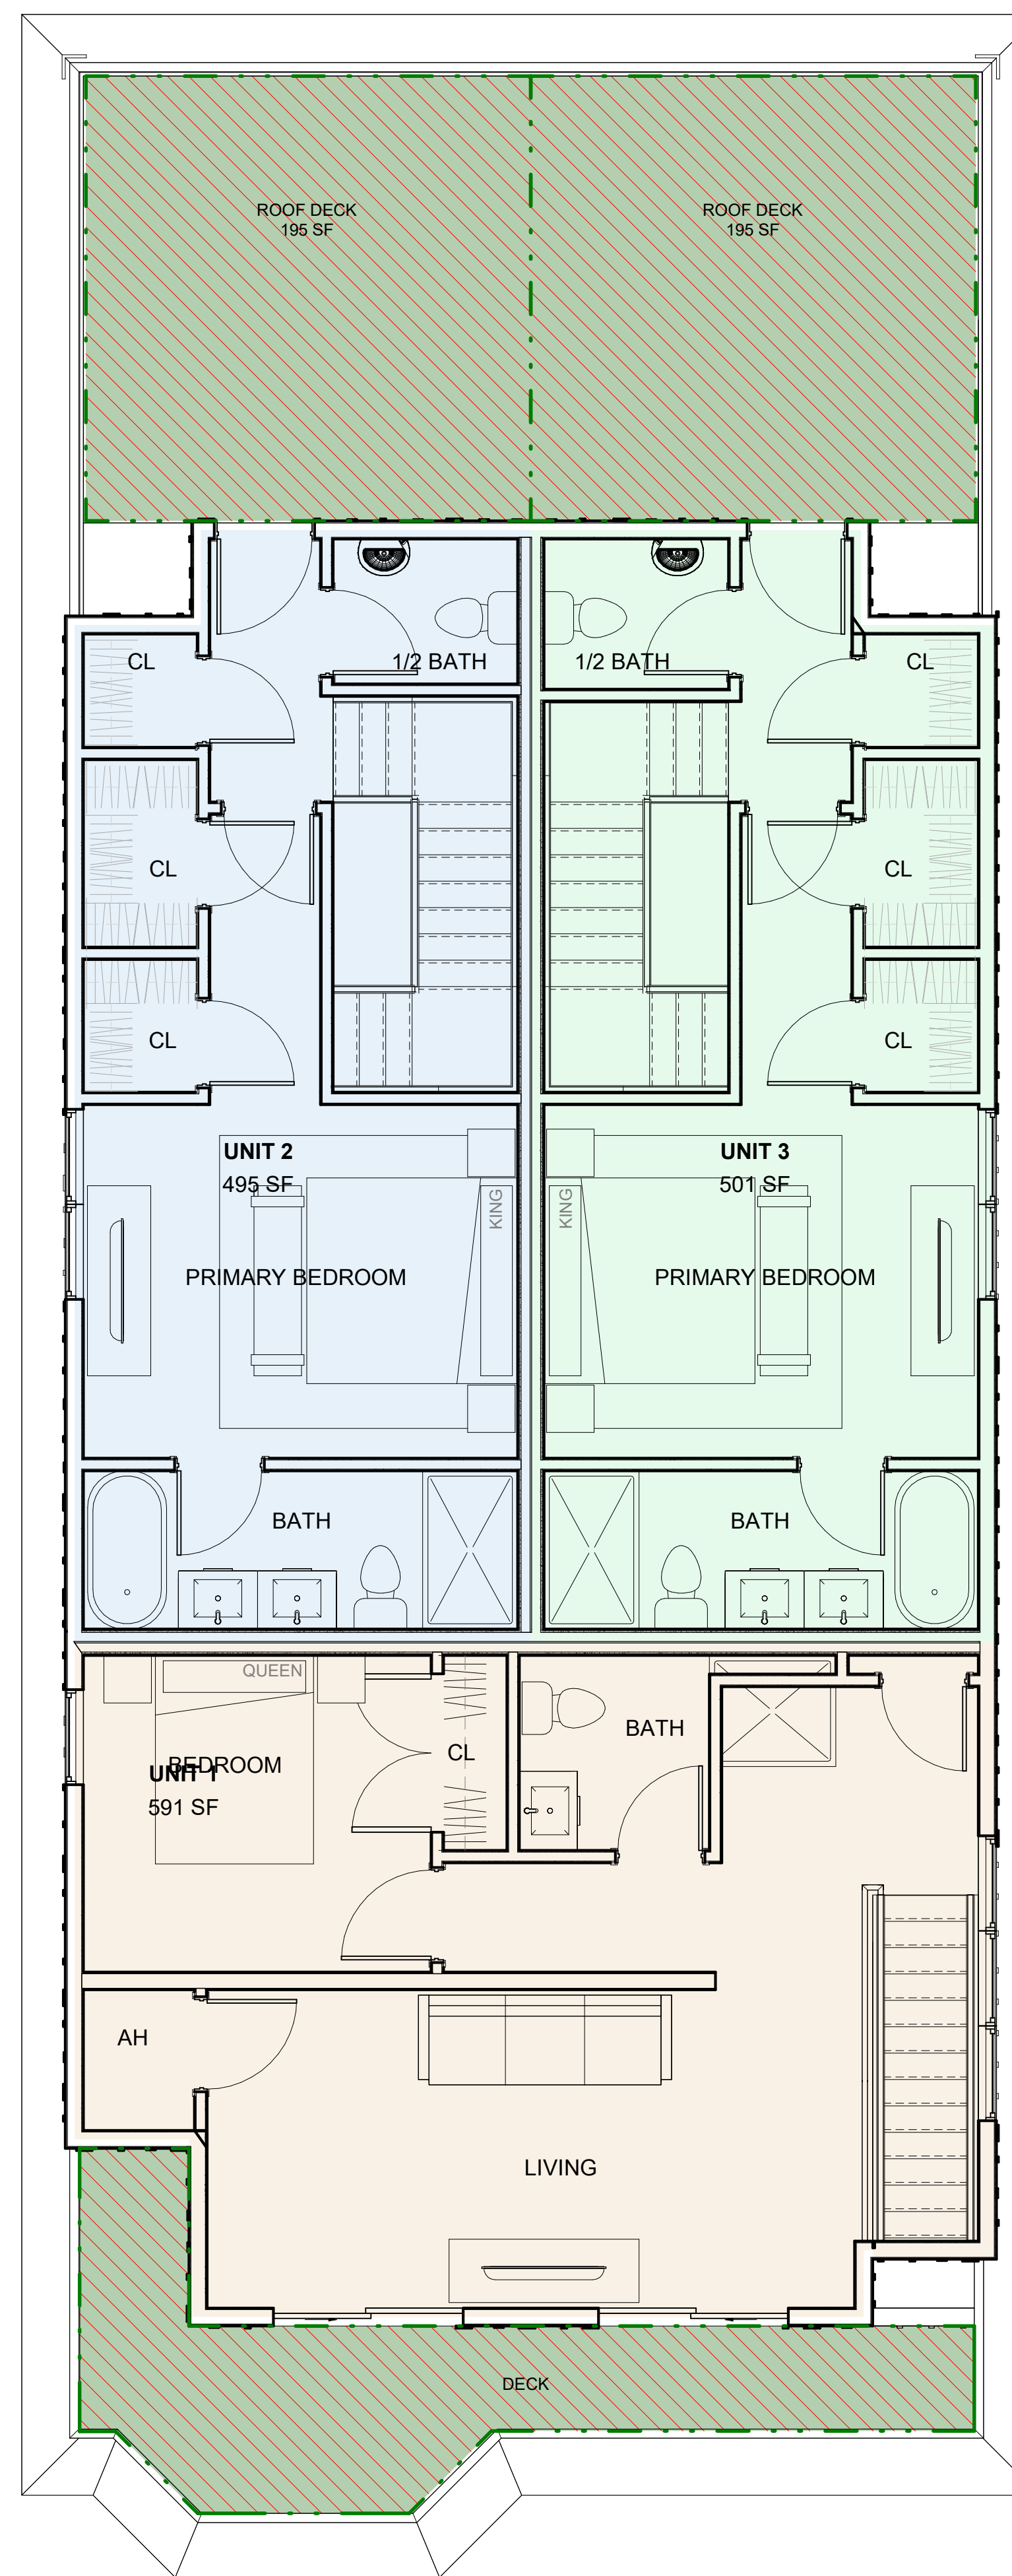 ROOF DECK
195 SF
ROOF DECK
195 SF
CL
1/2 BATH
1/2 BATH
CL
CL
CL
CL
CL
UNIT 2
495 SF
UNIT 3
501 SF
KING
KING
PRIMARY BEDROOM
PRIMARY BEDROOM
BATH
BATH
QUEEN
BATH
CL
BEDROOM
UNIT 1
591 SF
AH
LIVING
DECK